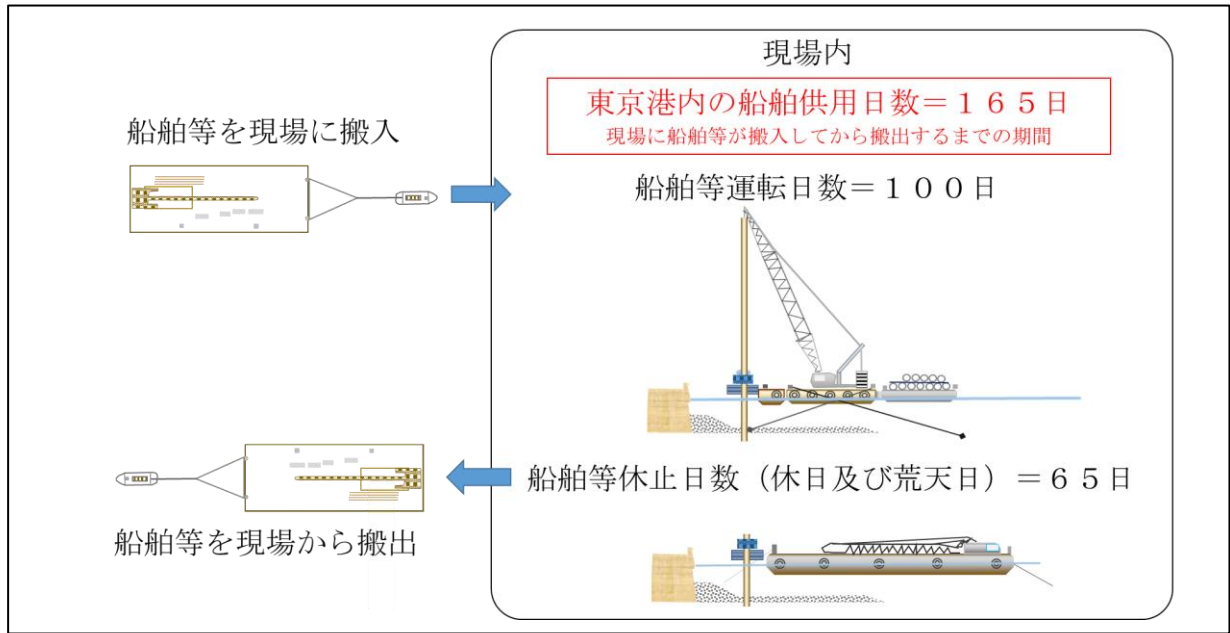 現場内
東京港内の船舶供用日数＝１６５日
現場に船舶等が搬入してから搬出するまでの期間
船舶等を現場に搬入
船舶等運転日数＝１００日
船舶等休止日数（休日及び荒天日）＝６５日
船舶等を現場から搬出